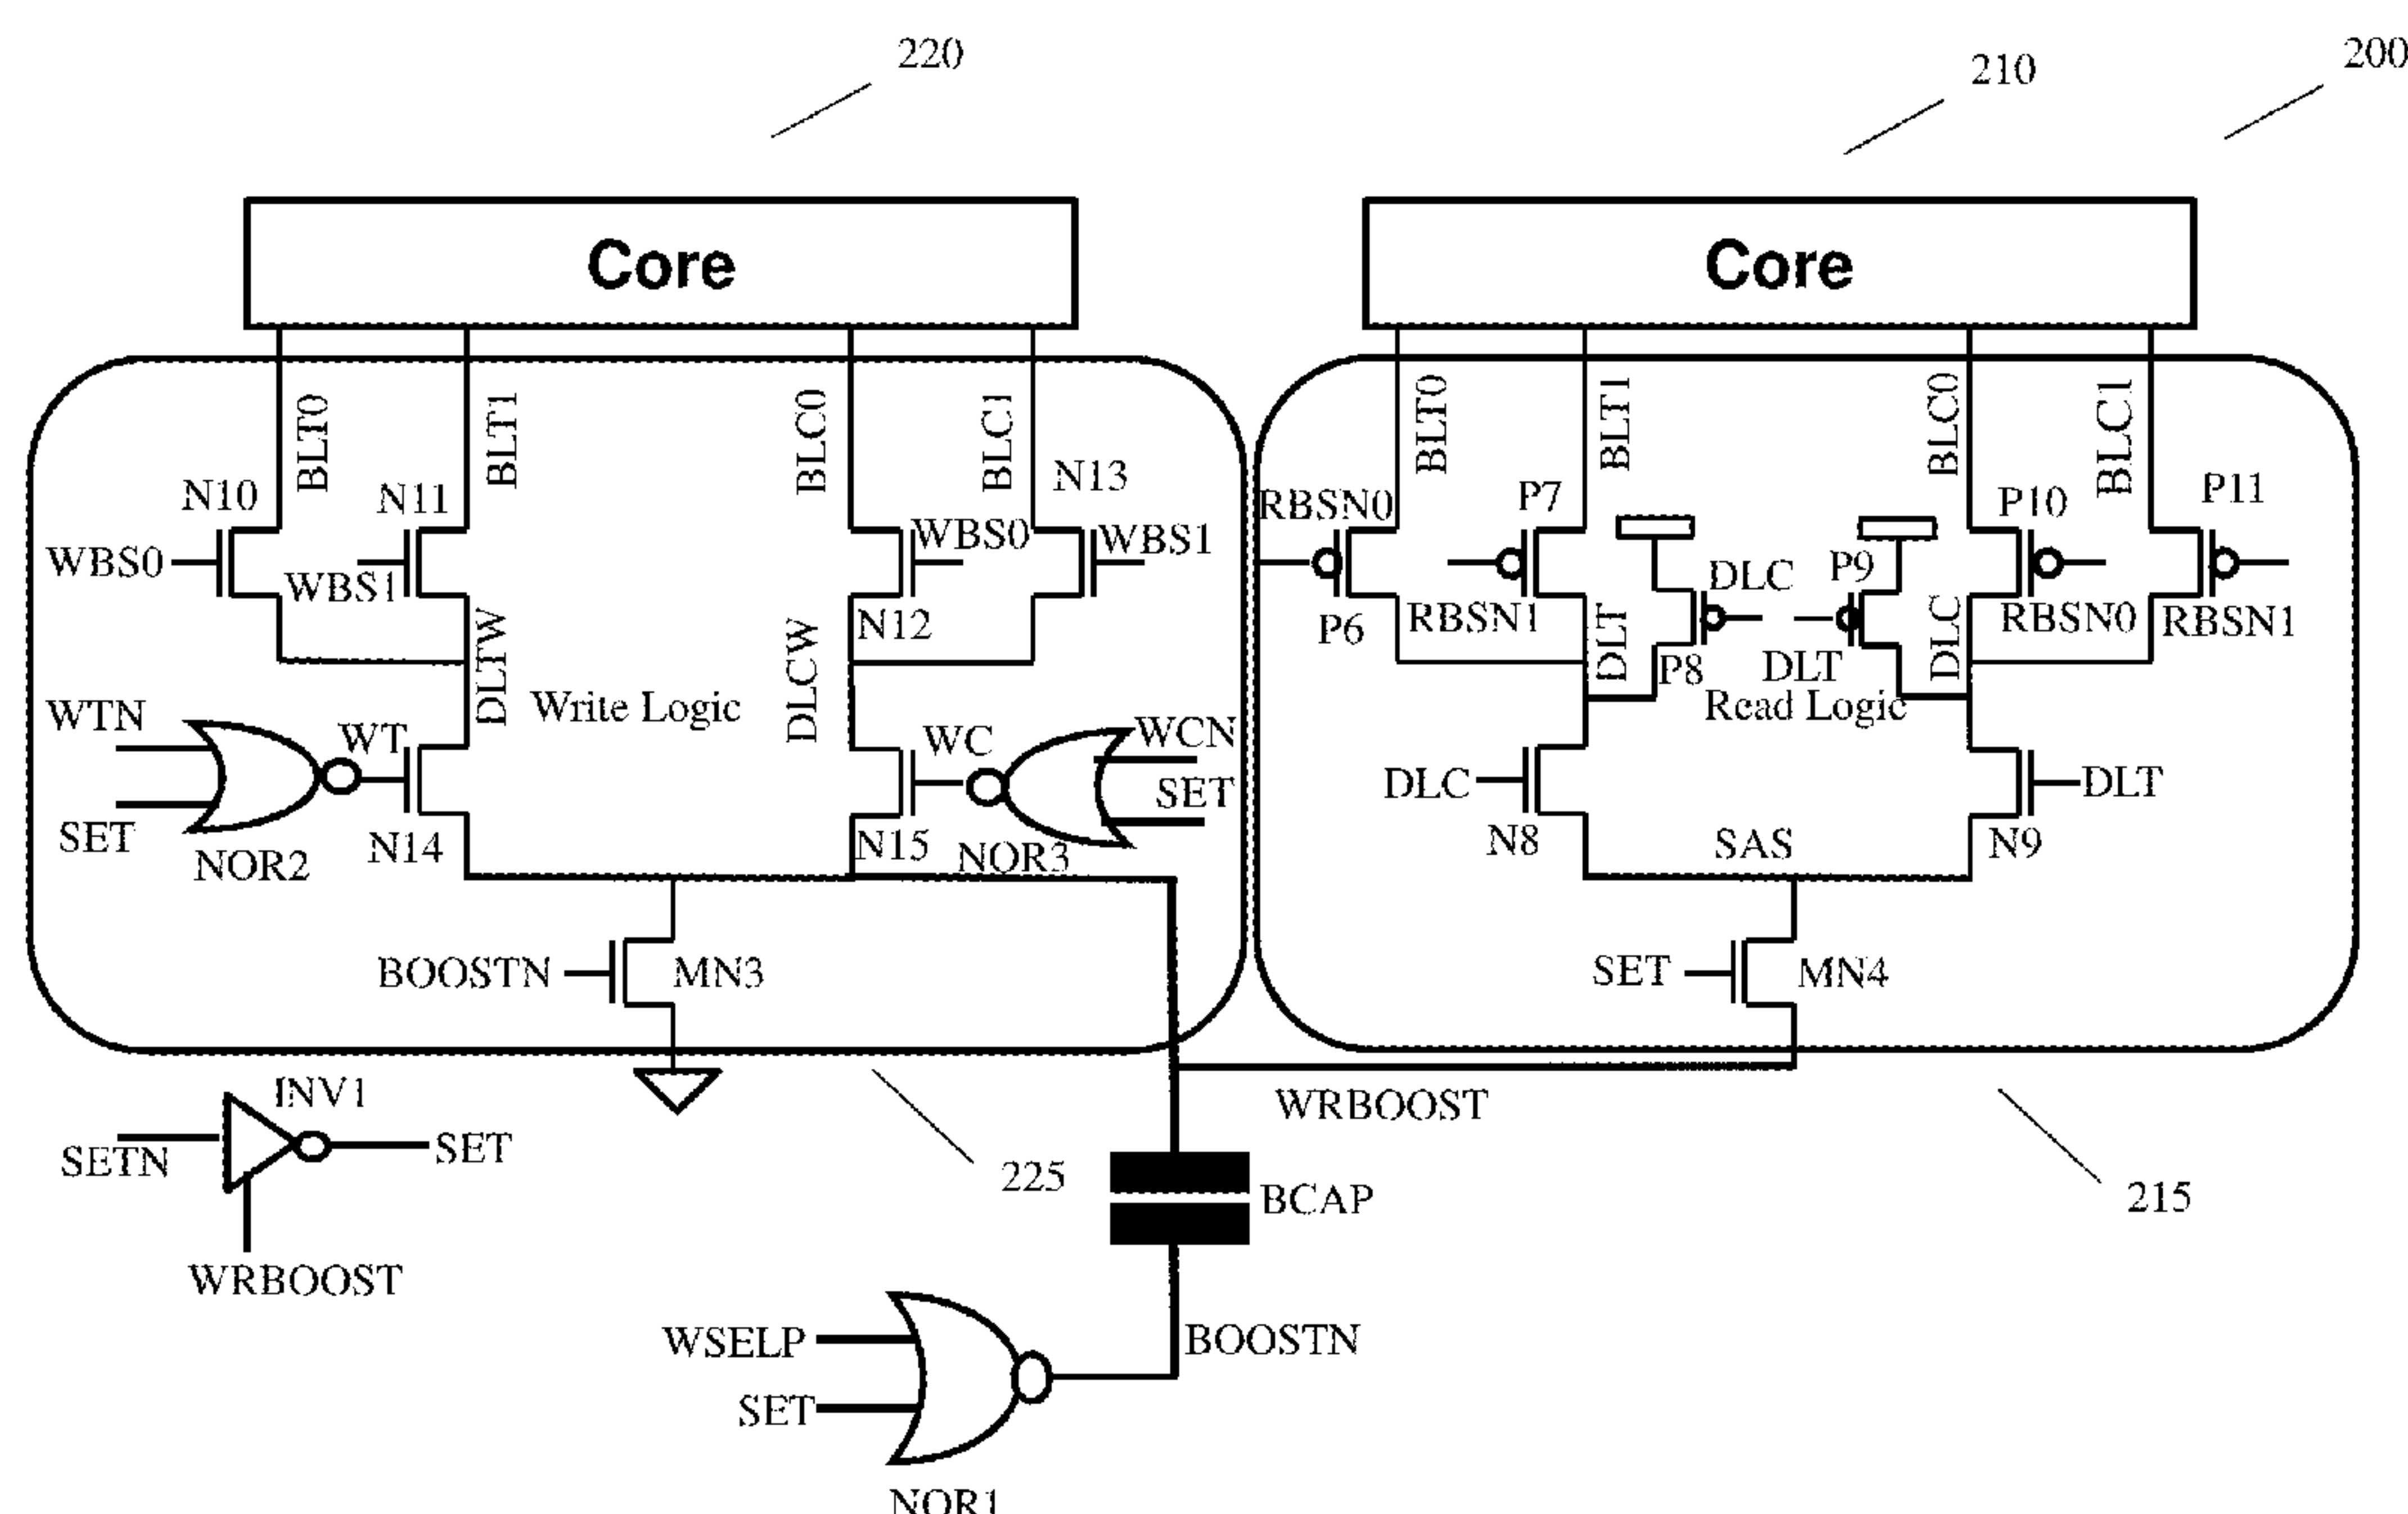 220
210
200
Core
Core
BLT0
BLT1
BLC0
BLC1
BLT0
BLT1
BLC0
BLC1
N10
N11
N13
RBSN0
P7
P10
P11
WBS0
WBS1
WBS0
WBS1
N12
P6
RBSN1
DLC
P9
RBSN0
RBSN1
DLTW
Write Logic
DLCW
DLT
P8
DLT
DLC
Read Logic
WTN
WT
SET
NOR2
N14
WC
WCN
SET
N15
NOR3
DLC
N8
SAS
DLT
N9
BOOSTN
MN3
SET
MN4
INV1
SETN
SET
WRBOOST
225
WRBOOST
BCAP
215
WSELP
BOOSTN
SET
NOR1